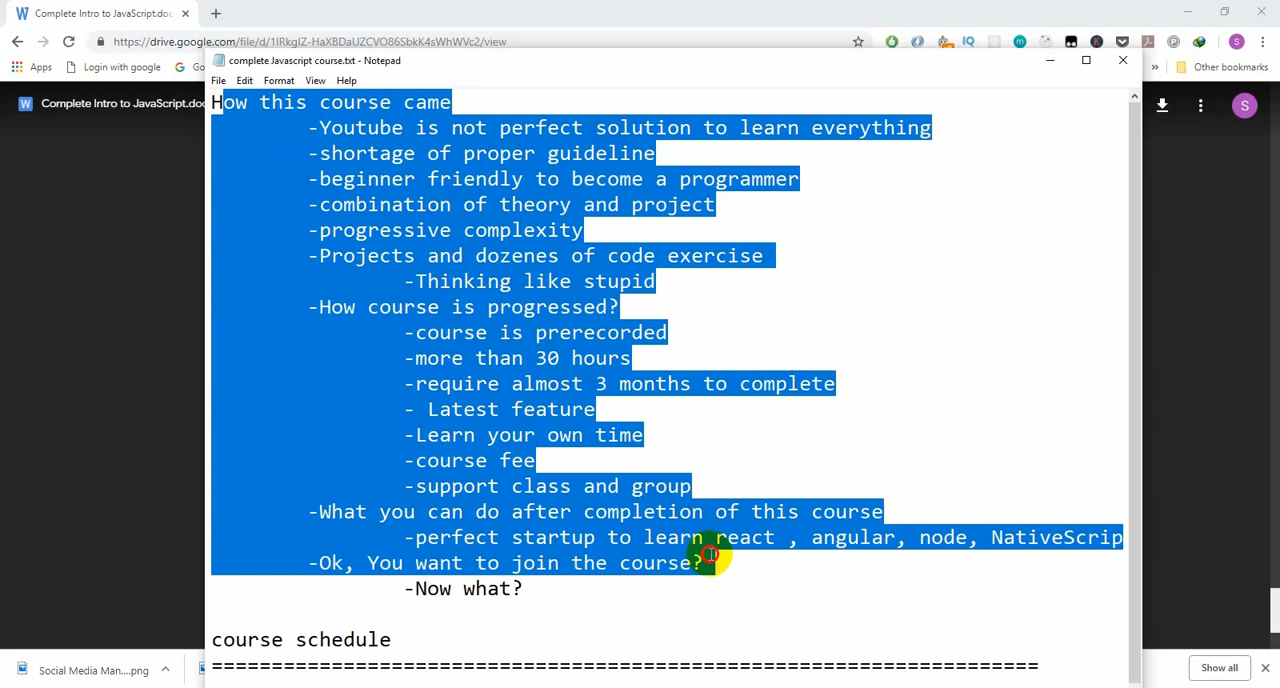 Complete Intro to JavaScript.doc
https://drive.google.com/file/d/1IRkgIZ-HaXBDaUZCVO86SbkK4sWhWVc2/view
Apps
Login with google
Go
Other bookmarks
Complete Intro to JavaScript.doc
S
complete Javascript course.txt - Notepad
File Edit Format View Help
How this course came
-Youtube is not perfect solution to learn everything
-shortage of proper guideline
-beginner friendly to become a programmer
-combination of theory and project
-progressive complexity
-Projects and dozenes of code exercise
-Thinking like stupid
-How course is progressed?
-course is prerecorded
-more than 30 hours
-require almost 3 months to complete
- Latest feature
-Learn your own time
-course fee
-support class and group
-What you can do after completion of this course
-perfect startup to learn react , angular, node, NativeScrip
-Ok, You want to join the course?
-Now what?
course schedule
=====================================================================
Social Media Man....png
Show all